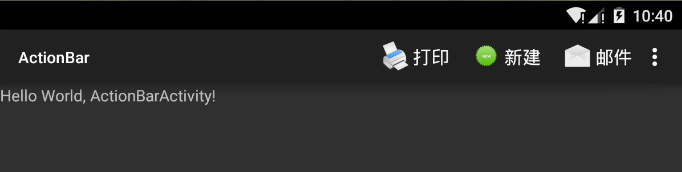 10:40
ActionBar 打印 新建 邮件
Hello World, ActionBarActivity!